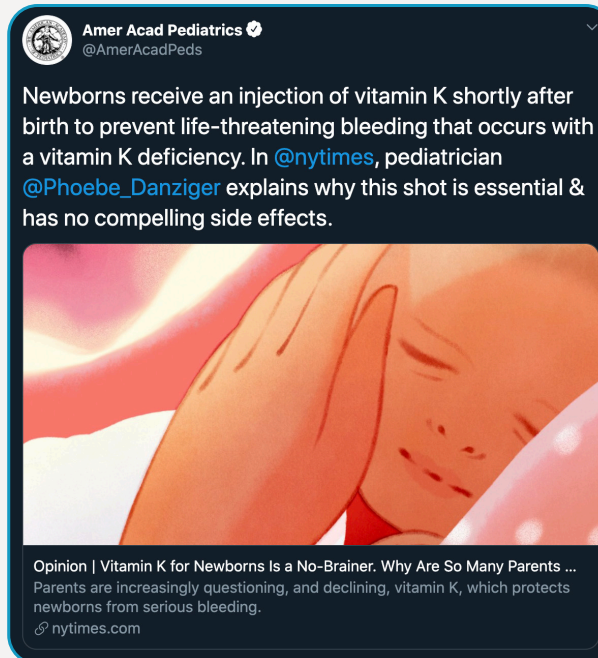 Amer Acad Pediatrics
@AmerAcadPeds
Newborns receive an injection of vitamin K shortly after
birth to prevent life-threatening bleeding that occurs with
a vitamin K deficiency. In @nytimes, pediatrician
@Phoebe_Danziger explains why this shot is essential &
has no compelling side effects.
Opinion | Vitamin K for Newborns Is a No-Brainer. Why Are So Many Parents ...
Parents are increasingly questioning, and declining, vitamin K, which protects
newborns from serious bleeding.
nytimes.com